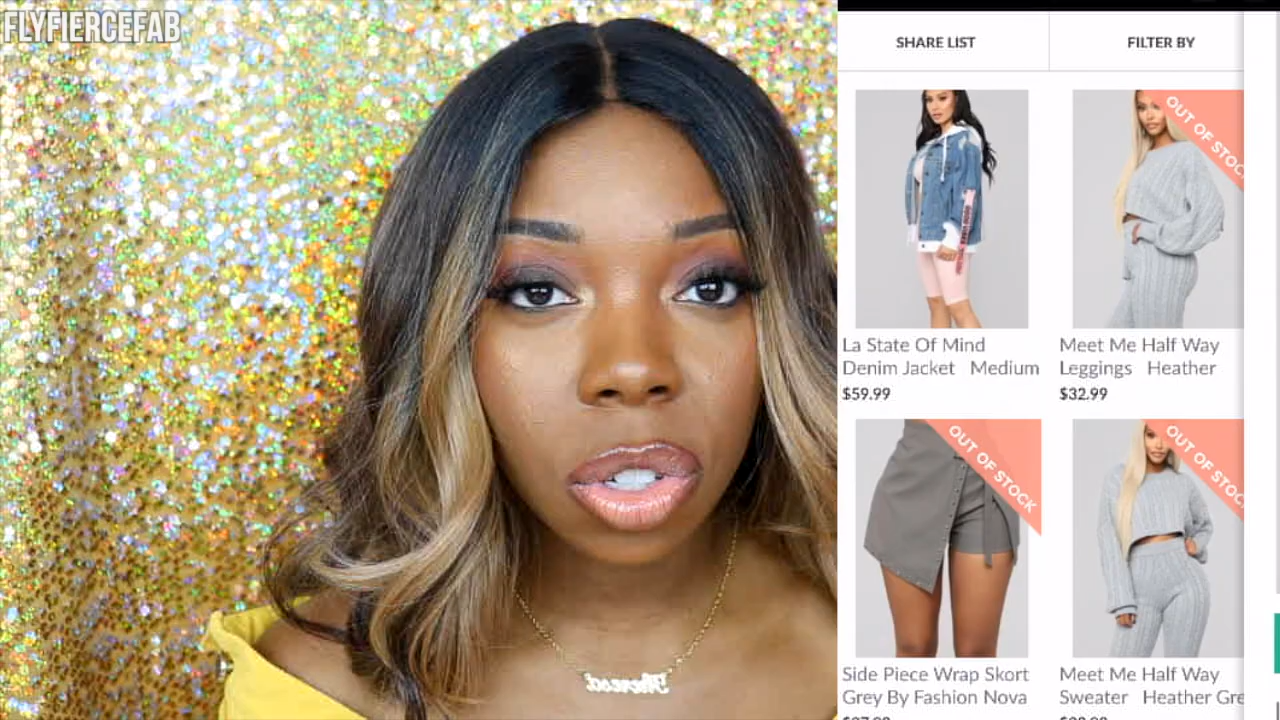 FLYFIERCEFAB
SHARE LIST
FILTER BY
OUT OF STOCK
La State Of Mind
Denim Jacket Medium
$59.99
Meet Me Half Way
Leggings Heather
$32.99
OUT OF STOCK
OUT OF STOCK
Side Piece Wrap Skort
Grey By Fashion Nova
Meet Me Half Way
Sweater Heather Gre